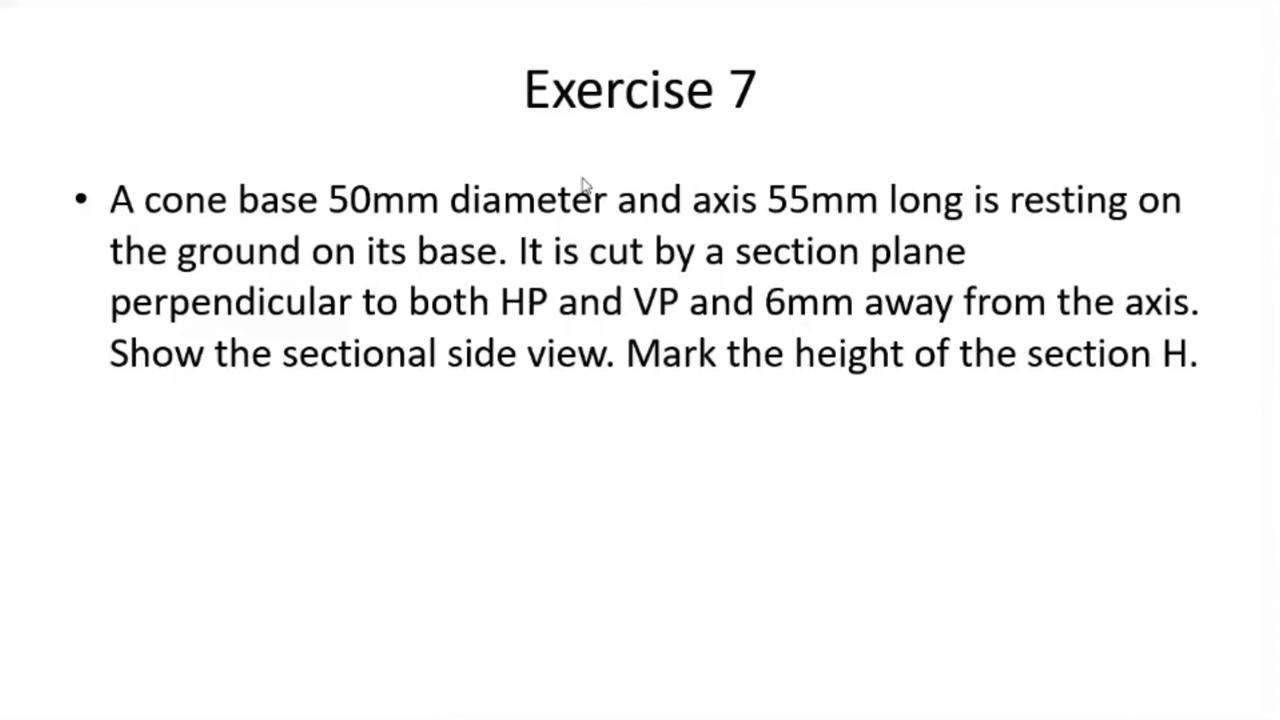 Exercise 7
• A cone base 50mm diameter and axis 55mm long is resting on
the ground on its base. It is cut by a section plane
perpendicular to both HP and VP and 6mm away from the axis.
Show the sectional side view. Mark the height of the section H.